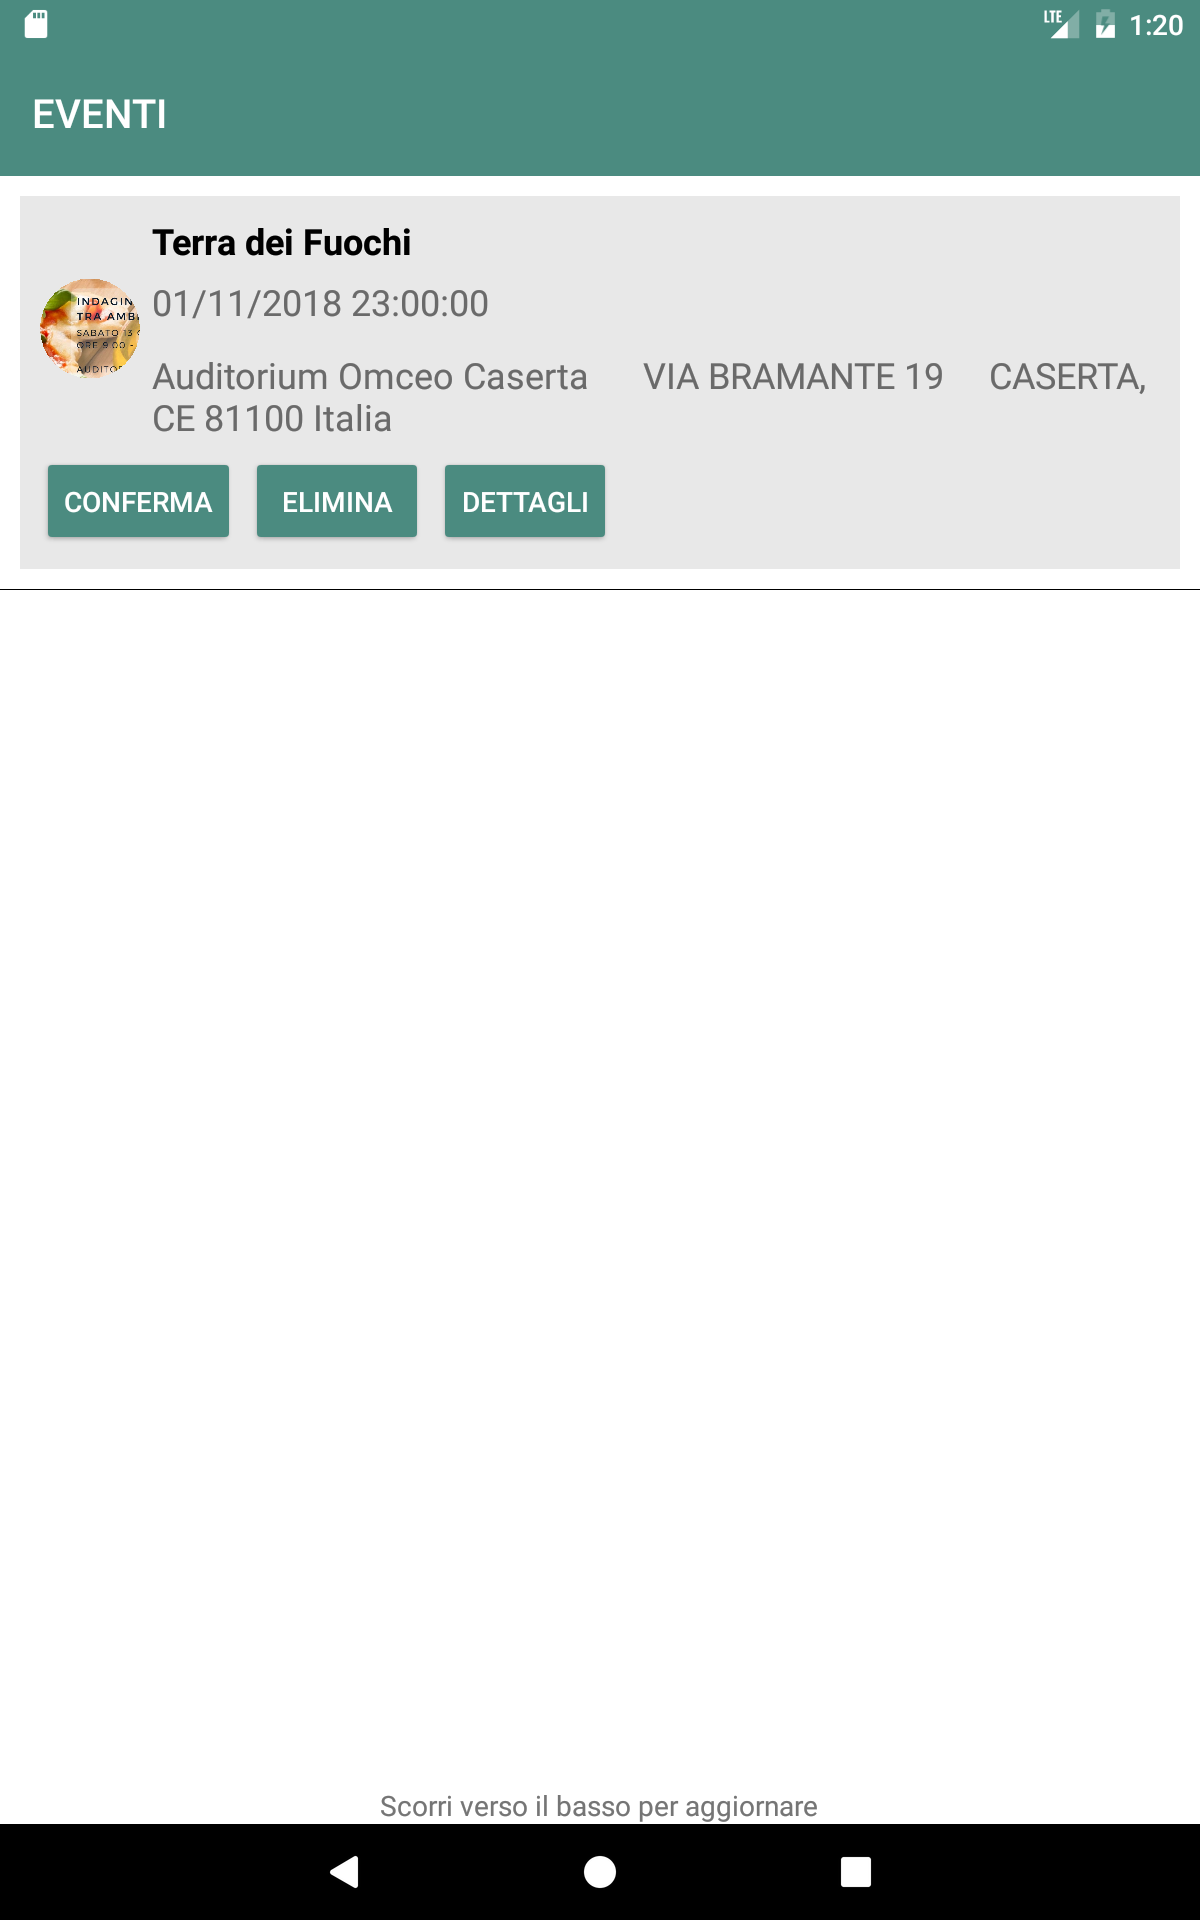 LTE 1:20
EVENTI
Terra dei Fuochi
01/11/2018 23:00:00
INDAGIN
TRA AMB
SABATO 13
ORE 9.00 -
AUDITOR
Auditorium Omceo Caserta VIA BRAMANTE 19 CASERTA,
CE 81100 Italia
CONFERMA ELIMINA DETTAGLI
Scorri verso il basso per aggiornare